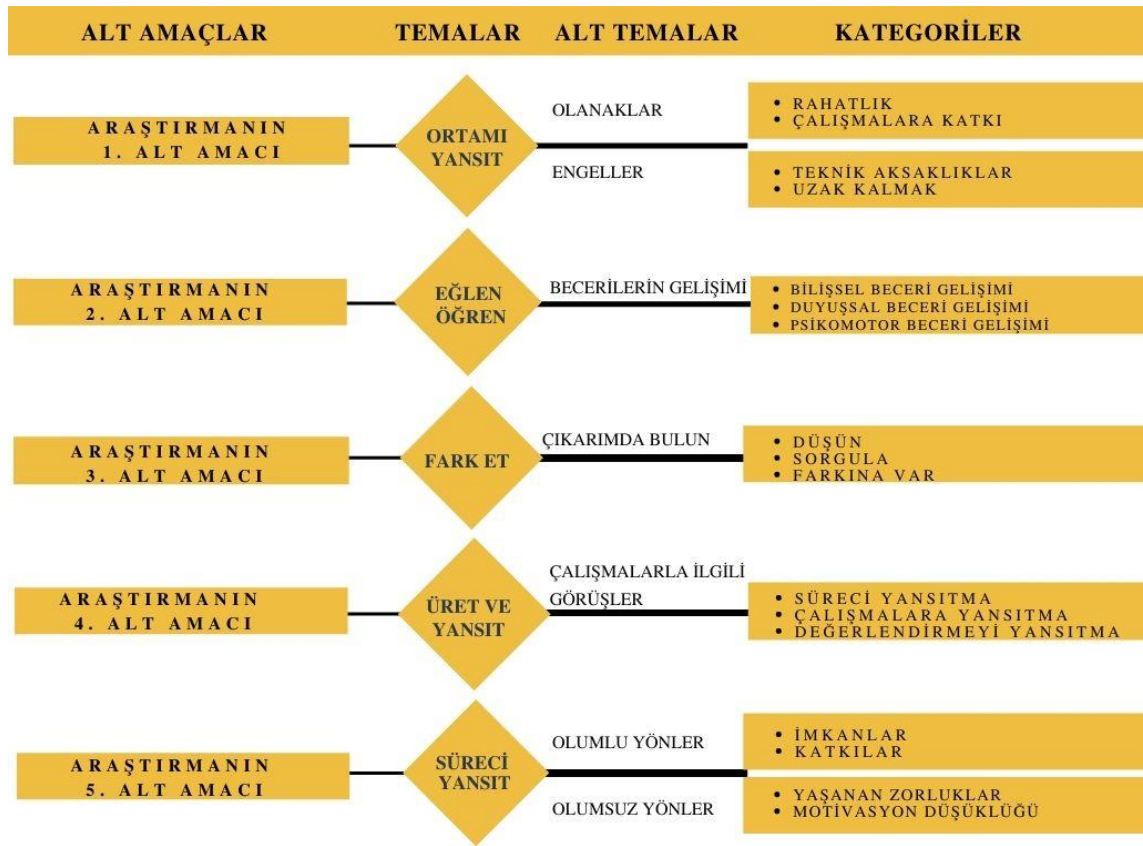 ALT AMAÇLAR TEMALAR ALT TEMALAR KATEGORİLER
ARAŞTIRMANIN
1. ALT AMACI
ORTAMI
YANSIT
OLANAKLAR
• RAHATLIK
• ÇALIŞMALARA KATKI
ENGELLER
• TEKNİK AKSAKLIKLAR
• UZAK KALMAK
ARAŞTIRMANIN
2. ALT AMACI
EĞLEN
ÖĞREN
BECERİLERİN GELİŞİMİ
• BİLİŞSEL BECERİ GELİŞİMİ
• DUYUŞSAL BECERİ GELİŞİMİ
• PSİKOMOTOR BECERİ GELİŞİMİ
ARAŞTIRMANIN
3. ALT AMACI
FARK ET
ÇIKARIMDA BULUN
• DÜŞÜN
• SORGULA
• FARKINA VAR
ARAŞTIRMANIN
4. ALT AMACI
ÜRET VE
YANSIT
ÇALIŞMALARLA İLGİLİ
GÖRÜŞLER
• SÜRECİ YANSITMA
• ÇALIŞMALARA YANSITMA
• DEĞERLENDİRMEYİ YANSITMA
ARAŞTIRMANIN
5. ALT AMACI
SÜRECİ
YANSIT
OLUMLU YÖNLER
• İMKANLAR
• KATKILAR
OLUMSUZ YÖNLER
• YAŞANAN ZORLUKLAR
• MOTİVASYON DÜŞÜKLÜĞÜ